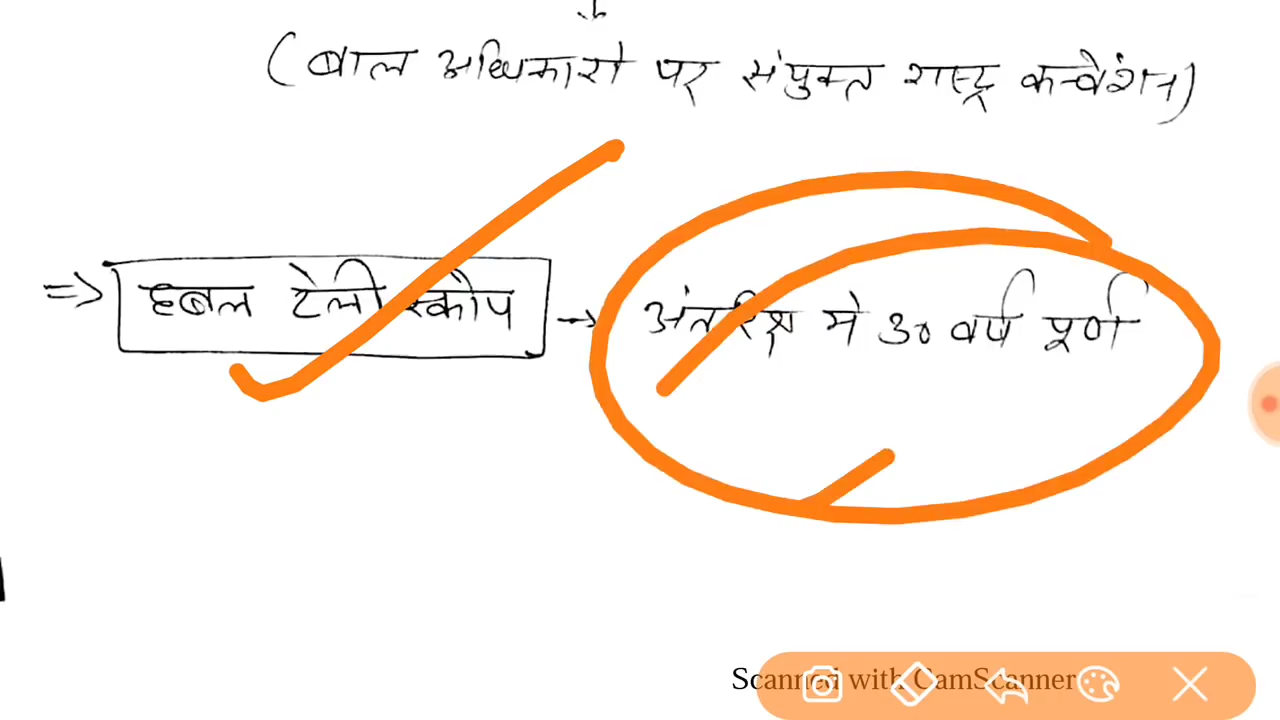 (बाल अधिकारो पर संयुक्त राष्ट्र कन्वेंशन)
=> हबल टेलीस्कोप → अंतरिक्ष मे 30 वर्ष पूर्ण
Scanned with CamScanner